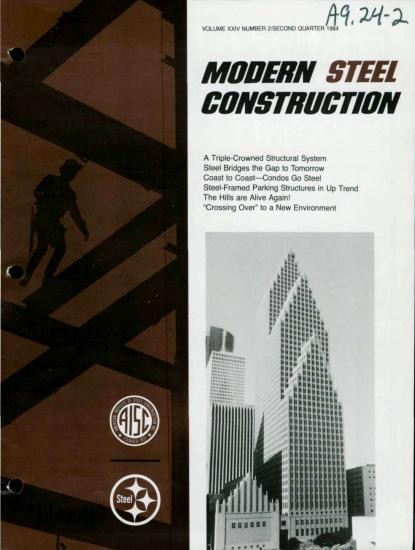 A9.24-2
VOLUME XXIV NUMBER 2/SECOND QUARTER 1984
MODERN STEEL
CONSTRUCTION
A Triple-Crowned Structural System
Steel Bridges the Gap to Tomorrow
Coast to Coast—Condos Go Steel
Steel-Framed Parking Structures in Up Trend
The Hills are Alive Again!
"Crossing Over" to a New Environment
AISC
Steel